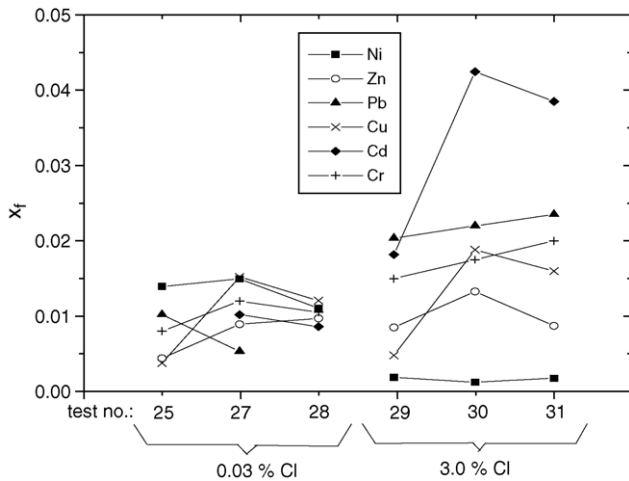 0.05
0.04
0.03
0.02
0.01
0.00
x_f
Ni
Zn
Pb
Cu
Cd
Cr
test no.: 25 27 28 29 30 31
0.03 % Cl 3.0 % Cl